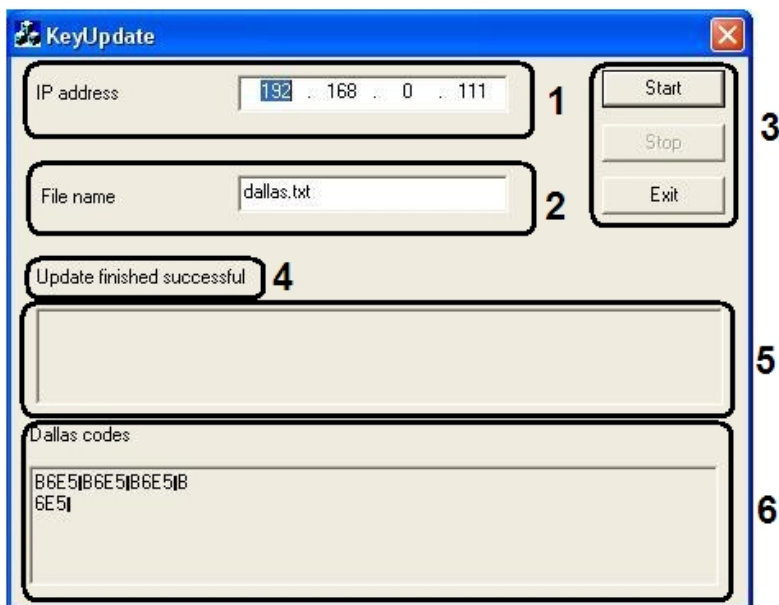 KeyUpdate
IP address 192 . 168 . 0 . 111 1
Start
Stop
Exit
3
File name dallas.txt 2
Update finished successful 4
5
Dallas codes
B6E5|B6E5|B6E5|B
6E5|
6